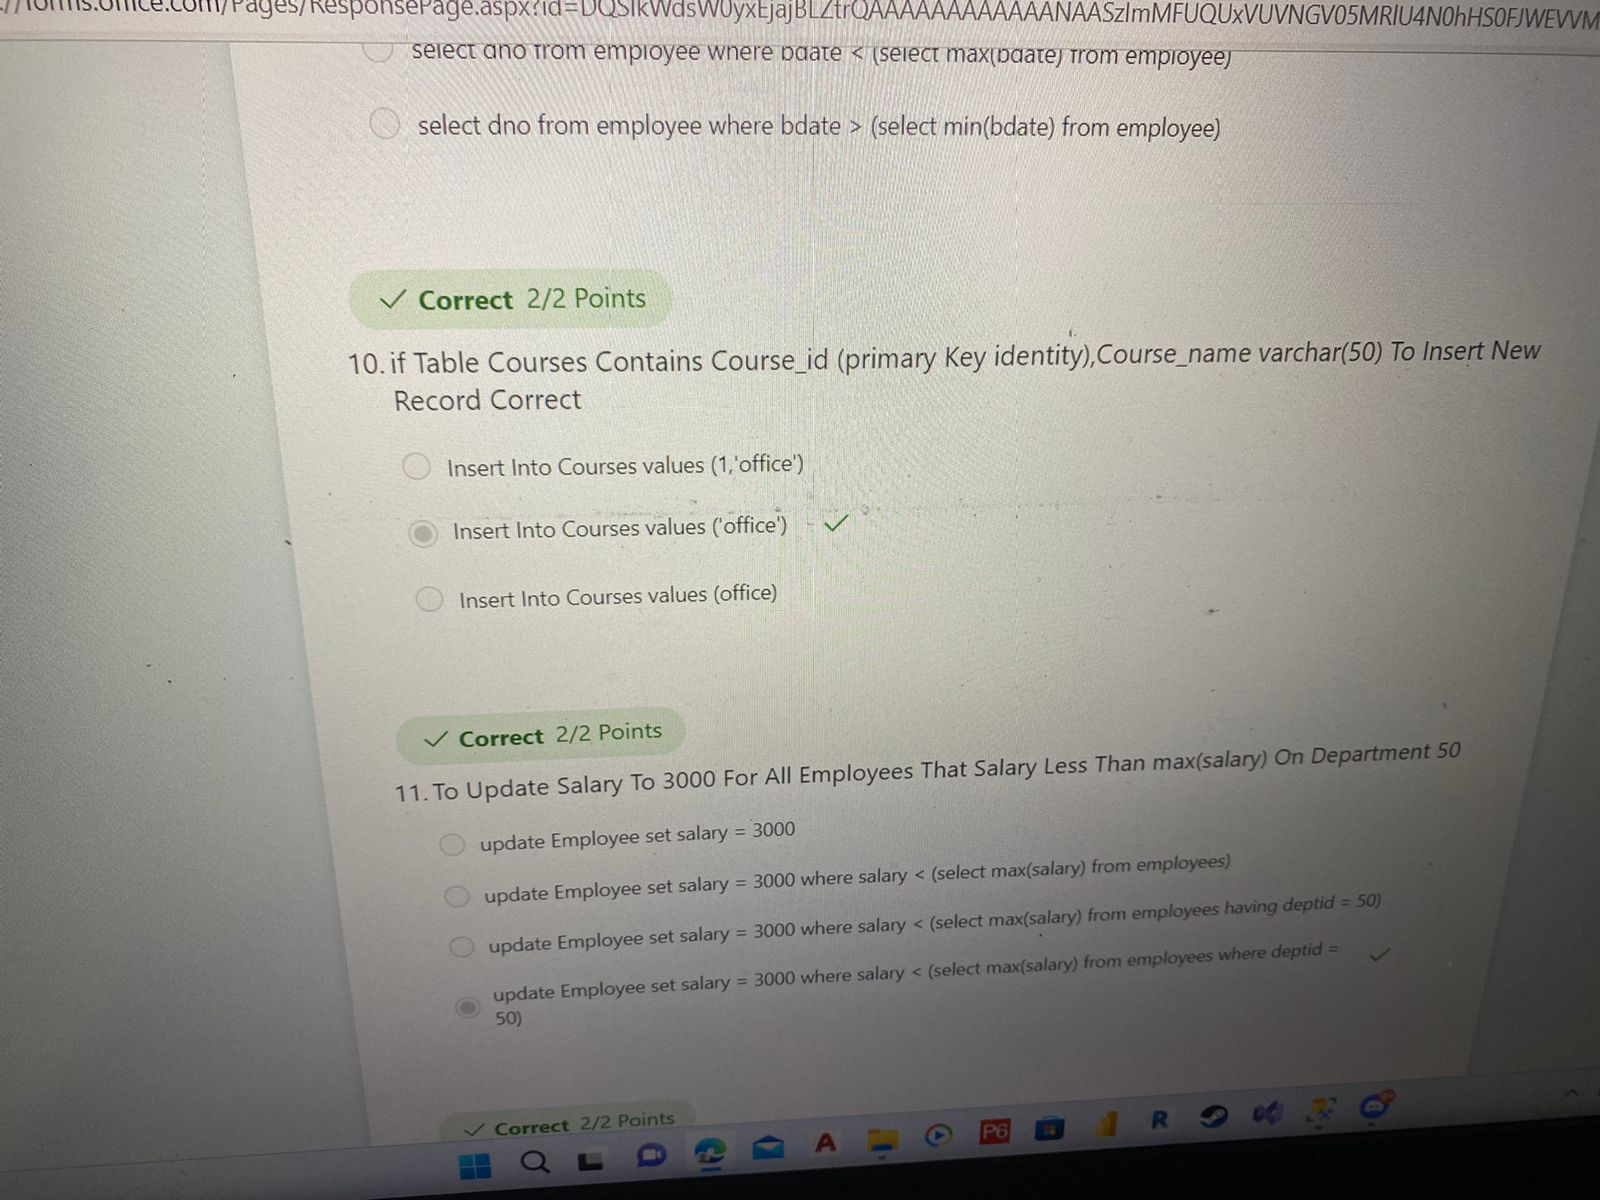 forms.office.com/Pages/ResponsePage.aspx?id=
select dno from employee where bdate < (select max(bdate) from employee)
select dno from employee where bdate > (select min(bdate) from employee)
Correct 2/2 Points
10. if Table Courses Contains Course_id (primary Key identity),Course_name varchar(50) To Insert New
Record Correct
Insert Into Courses values (1,'office')
Insert Into Courses values ('office')
Insert Into Courses values (office)
Correct 2/2 Points
11. To Update Salary To 3000 For All Employees That Salary Less Than max(salary) On Department 50
update Employee set salary = 3000
update Employee set salary = 3000 where salary < (select max(salary) from employees)
update Employee set salary = 3000 where salary < (select max(salary) from employees having deptid = 50)
update Employee set salary = 3000 where salary < (select max(salary) from employees where deptid =
50)
Correct 2/2 Points
A
P6
R